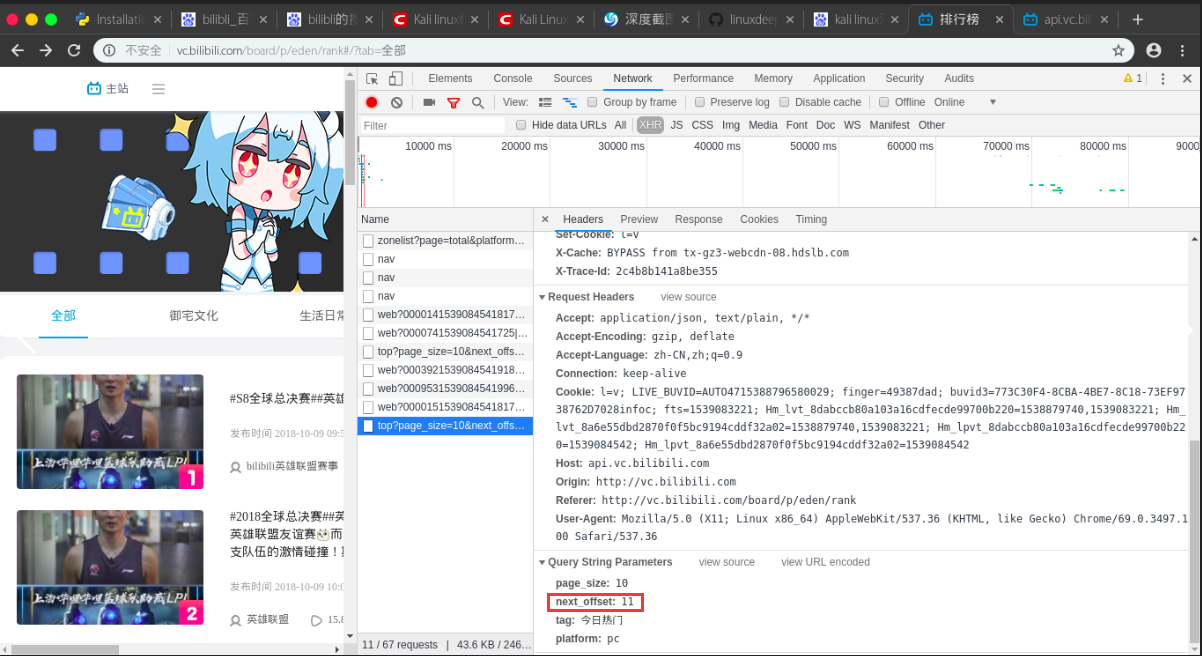 Installatio
bilibili_百
bilibli的挖
Kali linux
Kali Linux
深度截图
linuxdeep
kali linux
排行榜
api.vc.bili
不安全
vc.bilibili.com/board/p/eden/rank#/?tab=全部
主站
全部
御宅文化
生活日常
#S8全球总决赛##英雄
发布时间 2018-10-09 09:5
bilibili英雄联盟赛事
1
#2018全球总决赛##英
英雄联盟友谊赛而
支队伍的激情碰撞！
发布时间 2018-10-09 10:0
英雄联盟
15.8
2
Elements Console Sources Network Performance Memory Application Security Audits
1
View: Group by frame Preserve log Disable cache Offline Online
Filter
Hide data URLs All XHR JS CSS Img Media Font Doc WS Manifest Other
10000 ms 20000 ms 30000 ms 40000 ms 50000 ms 60000 ms 70000 ms 80000 ms 9000
Name
zonelist?page=total&platform…
nav
nav
nav
web?0000141539084541817…
web?0000741539084541725|…
top?page_size=10&next_offs…
web?0003921539084541918…
web?0009531539084541996…
web?0000151539084541817…
top?page_size=10&next_offs…
11 / 67 requests | 43.6 KB / 246…
Headers Preview Response Cookies Timing
Set-Cookie: l=v
X-Cache: BYPASS from tx-gz3-webcdn-08.hdslb.com
X-Trace-Id: 2c4b8b141a8be355
Request Headers view source
Accept: application/json, text/plain, */*
Accept-Encoding: gzip, deflate
Accept-Language: zh-CN,zh;q=0.9
Connection: keep-alive
Cookie: l=v; LIVE_BUVID=AUTO4715388796580029; finger=49387dad; buvid3=773C30F4-8CBA-4BE7-8C18-73EF97
38762D7028infoc; fts=1539083221; Hm_lvt_8dabccb80a103a16cdfecde99700b220=1538879740,1539083221; Hm_
lvt_8a6e55dbd2870f0f5bc9194cddf32a02=1538879740,1539083221; Hm_lpvt_8dabccb80a103a16cdfecde99700b22
0=1539084542; Hm_lpvt_8a6e55dbd2870f0f5bc9194cddf32a02=1539084542
Host: api.vc.bilibili.com
Origin: http://vc.bilibili.com
Referer: http://vc.bilibili.com/board/p/eden/rank
User-Agent: Mozilla/5.0 (X11; Linux x86_64) AppleWebKit/537.36 (KHTML, like Gecko) Chrome/69.0.3497.1
00 Safari/537.36
Query String Parameters view source view URL encoded
page_size: 10
next_offset: 11
tag: 今日热门
platform: pc